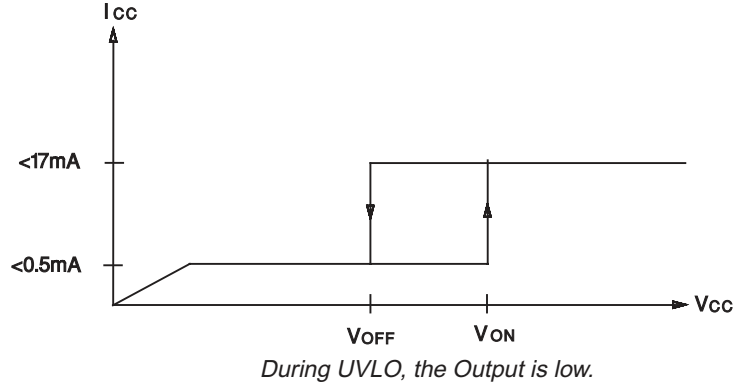 Icc
<17mA
<0.5mA
Vcc
VOFF
VON
During UVLO, the Output is low.